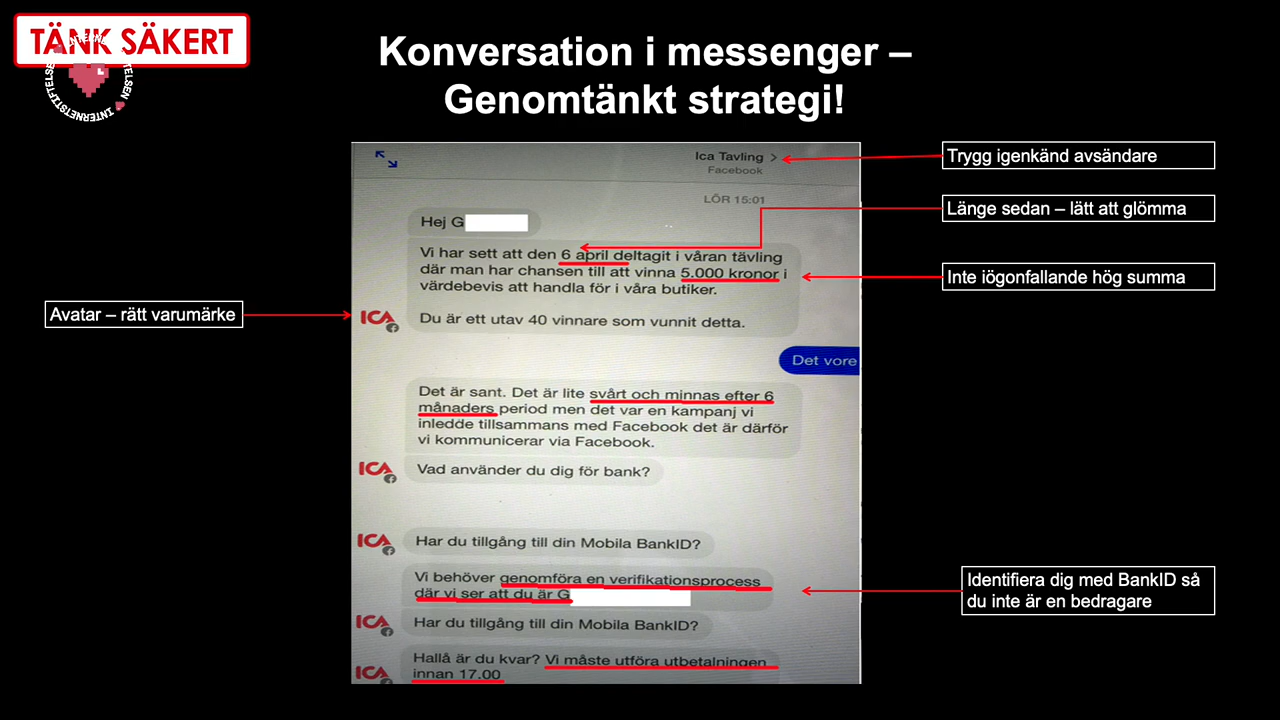 TÄNK SÄKERT
INTERNETSTIFTELSEN INTERNETSTIFTELSEN
Konversation i messenger –
Genomtänkt strategi!
Ica Tavling >
Facebook
Trygg igenkänd avsändare
LÖR 15:01
Länge sedan – lätt att glömma
Hej G
Vi har sett att den 6 april deltagit i våran tävling
där man har chansen till att vinna 5.000 kronor i
värdebevis att handla för i våra butiker.
Inte iögonfallande hög summa
Avatar – rätt varumärke
ICA
Du är ett utav 40 vinnare som vunnit detta.
Det vore
Det är sant. Det är lite svårt och minnas efter 6
månaders period men det var en kampanj vi
inledde tillsammans med Facebook det är därför
vi kommunicerar via Facebook.
ICA
Vad använder du dig för bank?
ICA
Har du tillgång till din Mobila BankID?
Vi behöver genomföra en verifikationsprocess
där vi ser att du är G
Identifiera dig med BankID så
du inte är en bedragare
ICA
Har du tillgång till din Mobila BankID?
Hallå är du kvar? Vi måste utföra utbetalningen
innan 17.00
ICA